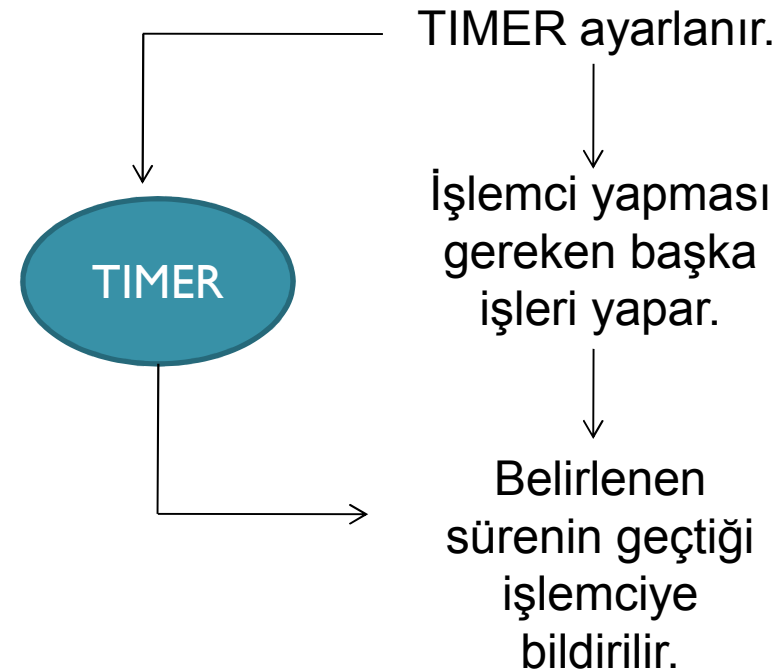 TIMER ayarlanır.
İşlemci yapması
gereken başka
işleri yapar.
TIMER
Belirlenen
sürenin geçtiği
işlemciye
bildirilir.